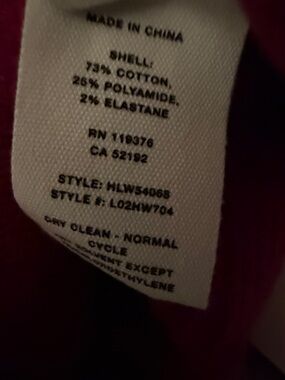 MADE IN CHINA
SHELL:
73% COTTON,
25% POLYAMIDE,
2% ELASTANE
RN 119376
CA 52192
STYLE: HLW54068
STYLE #: L02HW704
DRY CLEAN - NORMAL
CYCLE
SOLVENT EXCEPT